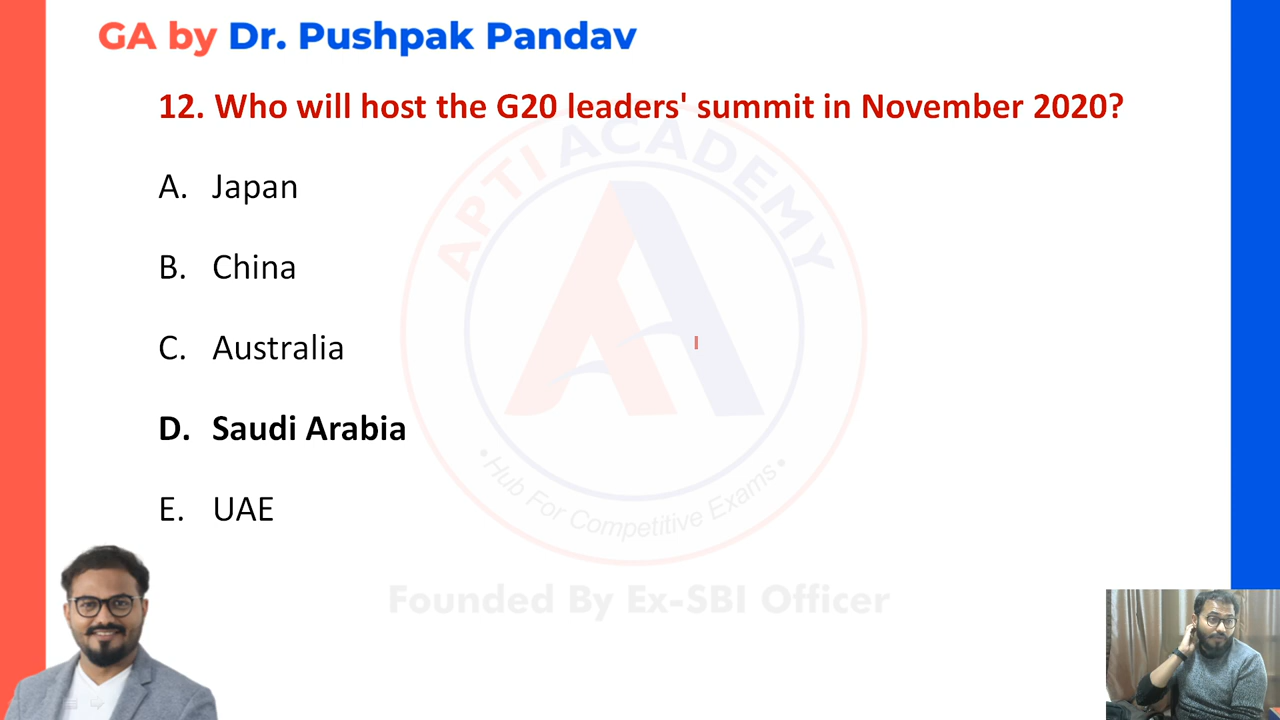 GA by Dr. Pushpak Pandav
12. Who will host the G20 leaders' summit in November 2020?
A. Japan
B. China
C. Australia
D. Saudi Arabia
E. UAE
APTI ACADEMY
•Hub For Competitive Exams•
Founded By Ex-SBI Officer